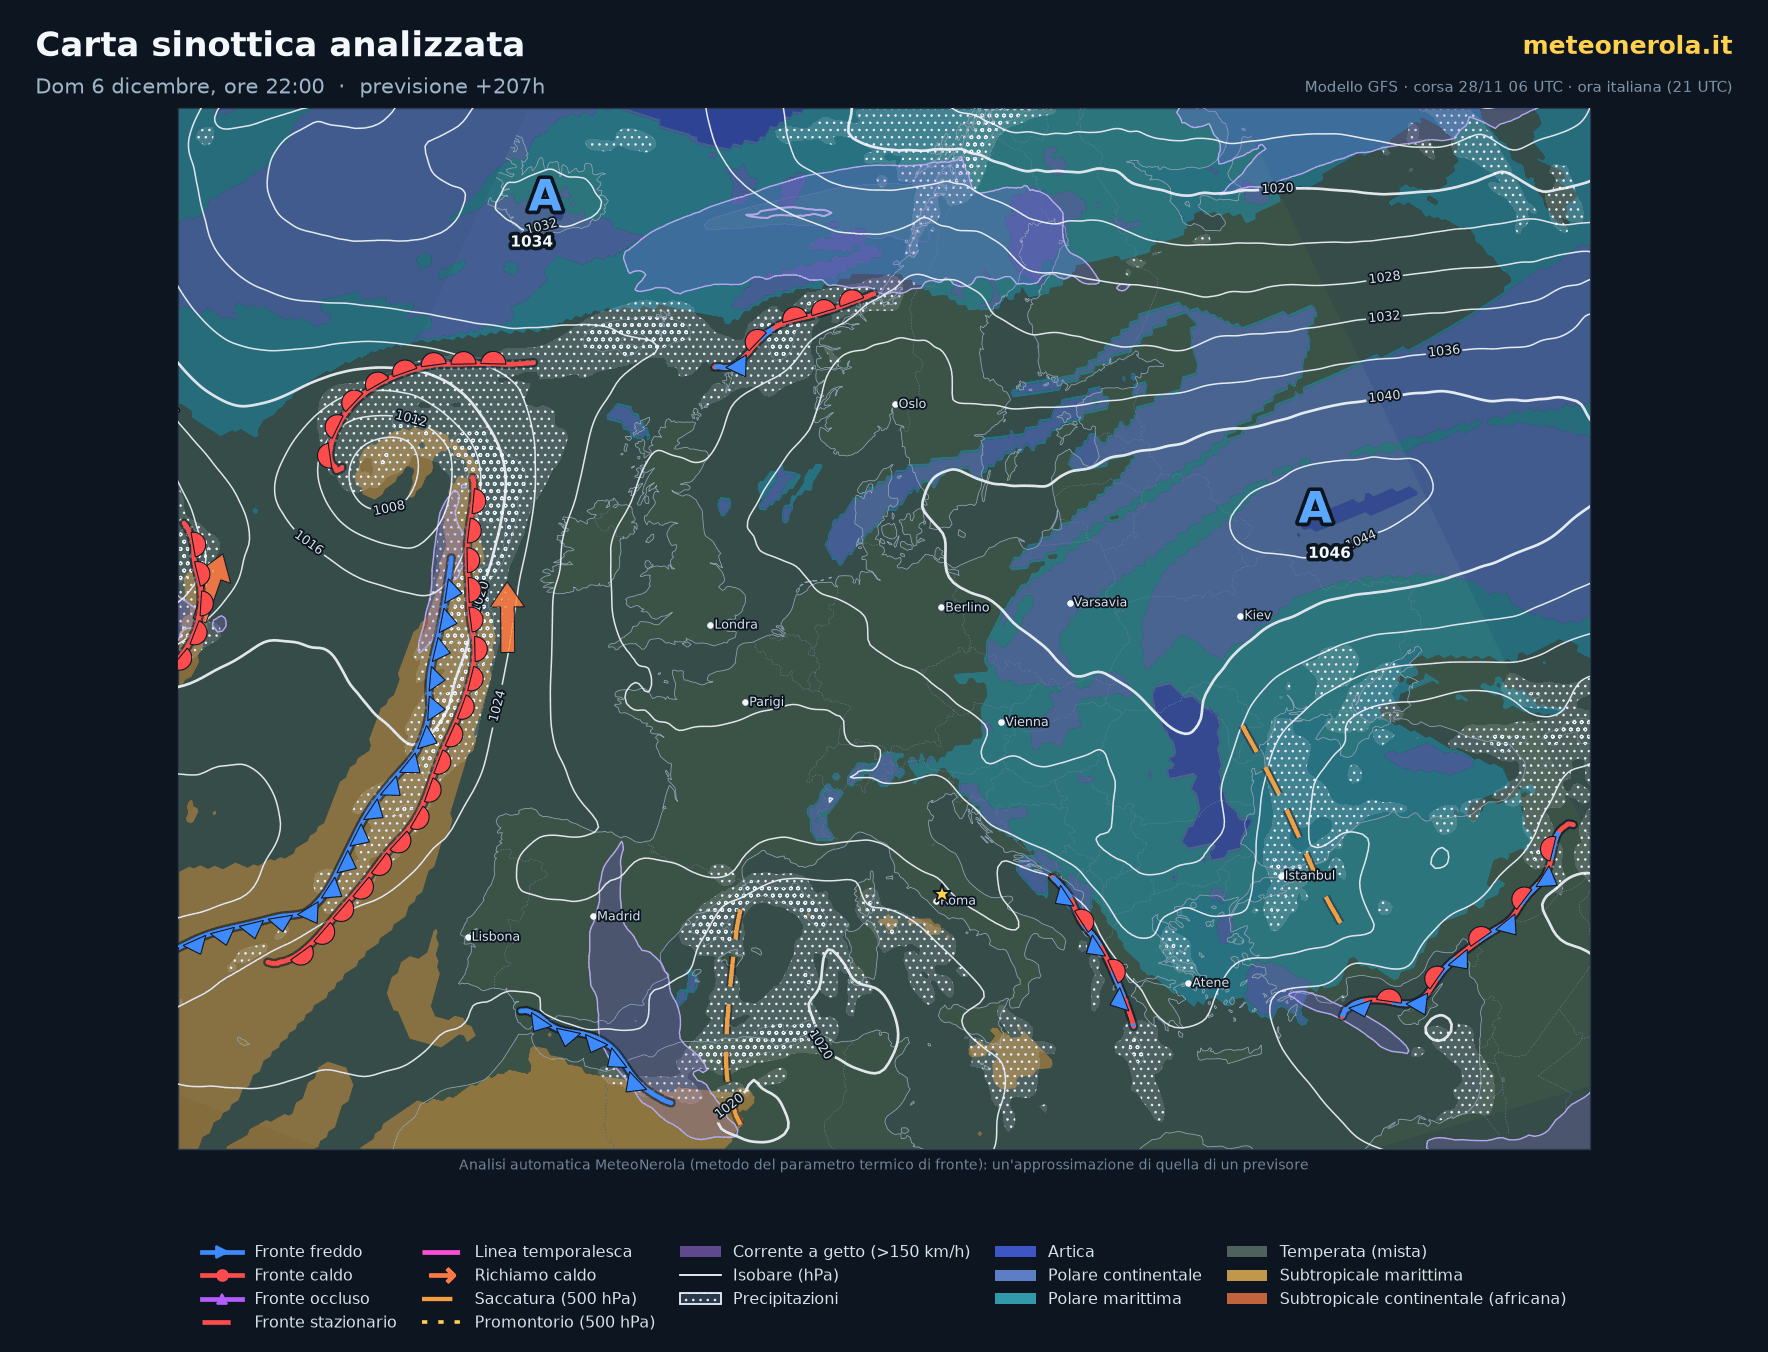 Carta sinottica analizzata
meteonerola.it
Dom 6 dicembre, ore 22:00 · previsione +207h
Modello GFS · corsa 28/11 06 UTC · ora italiana (21 UTC)
A
1032
1034
1020
1028
1032
1036
1040
1012
1008
1016
Oslo
A
1044
1046
1020
1024
Berlino
Varsavia
Kiev
Londra
Parigi
Vienna
Istanbul
Madrid
Roma
Lisbona
Atene
1020
1020
Analisi automatica MeteoNerola (metodo del parametro termico di fronte): un'approssimazione di quella di un previsore
Fronte freddo
Linea temporalesca
Corrente a getto (>150 km/h)
Artica
Temperata (mista)
Fronte caldo
Richiamo caldo
Isobare (hPa)
Polare continentale
Subtropicale marittima
Fronte occluso
Saccatura (500 hPa)
Precipitazioni
Polare marittima
Subtropicale continentale (africana)
Fronte stazionario
Promontorio (500 hPa)